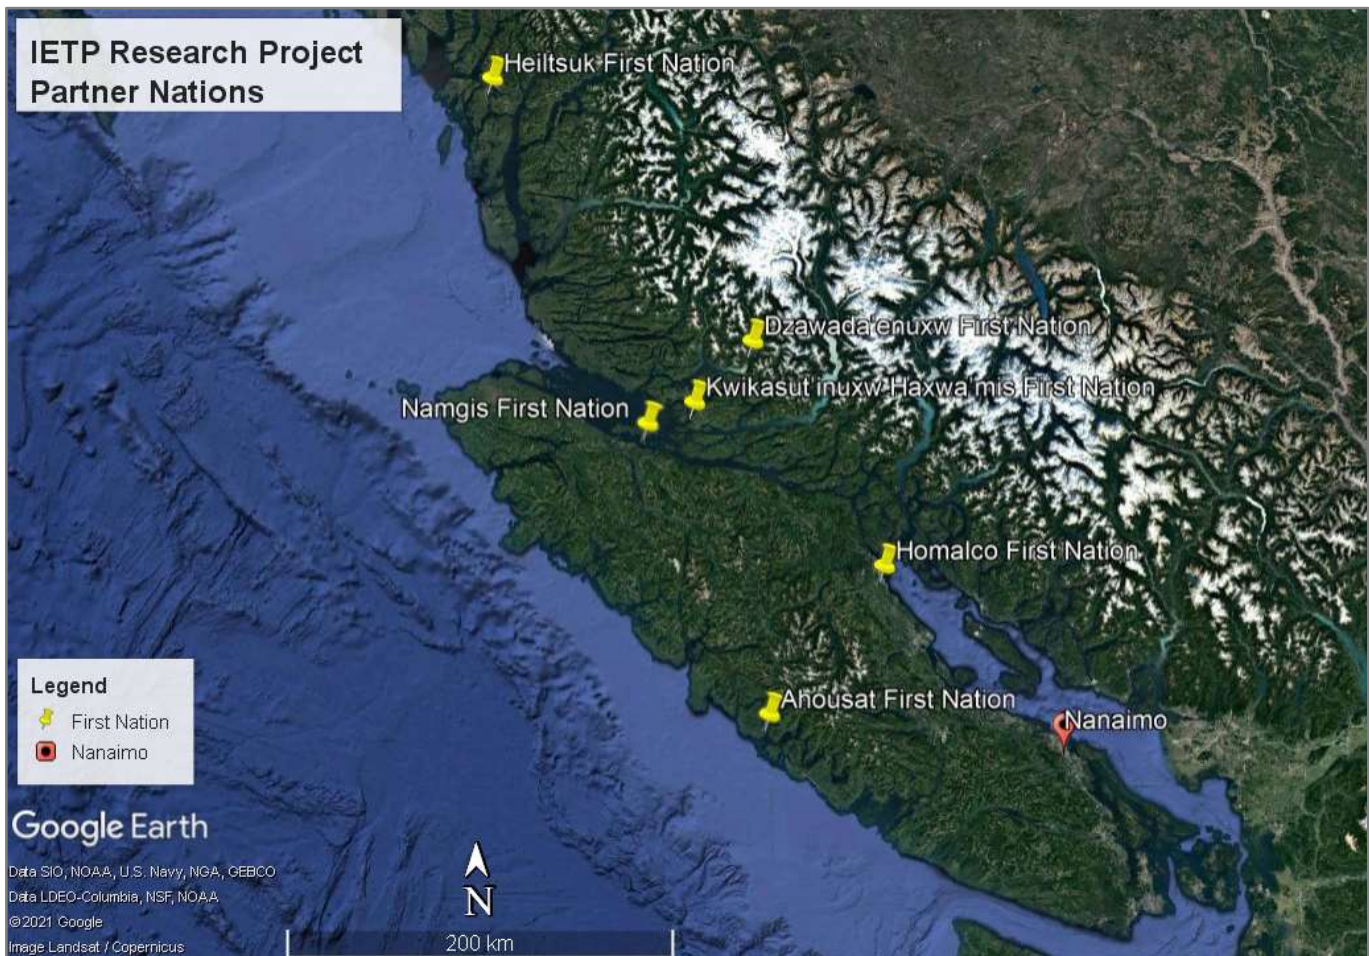 IETP Research Project
Partner Nations
Heiltsuk First Nation
Dzawada'enuxw First Nation
Kwikasut'inuxw Haxwa'mis First Nation
Namgis First Nation
Homalco First Nation
Ahousat First Nation
Nanaimo
Legend
First Nation
Nanaimo
Google Earth
Data SIO, NOAA, U.S. Navy, NGA, GEBCO
Data LDEO-Columbia, NSF, NOAA
©2021 Google
Image Landsat / Copernicus
N
200 km